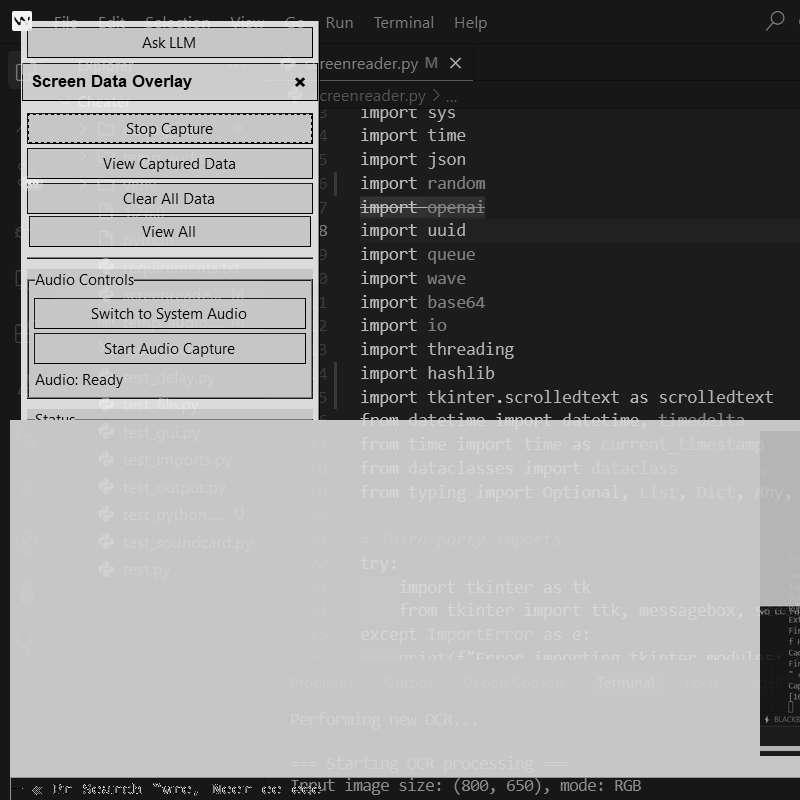 File Edit Selection View Go Run Terminal Help
Ask LLM
screenreader.py M
Screen Data Overlay
Cheater
screenreader.py > ...
Stop Capture
View Captured Data
Clear All Data
View All
requirements.txt
Audio Controls
Switch to System Audio
Start Audio Capture
Audio: Ready
Status
test_delay.py
test_file.py
test_gui.py
test_imports.py
test_output.py
test_python.... U
test_soundcard.py
test.py
import sys
import time
import json
import random
import openai
8 import uuid
import queue
import wave
import base64
import io
import threading
import hashlib
import tkinter.scrolledtext as scrolledtext
from datetime import datetime, timedelta
from time import time as current_timestamp
from dataclasses import dataclass
from typing import Optional, List, Dict, Any,
# Third-party imports
try:
import tkinter as tk
from tkinter import ttk, messagebox,
except ImportError as e:
print(f"Error importing tkinter modules:
Problems Output Debug Console Terminal Ports
Performing new OCR...
=== Starting OCR processing ===
Input image size: (800, 650), mode: RGB